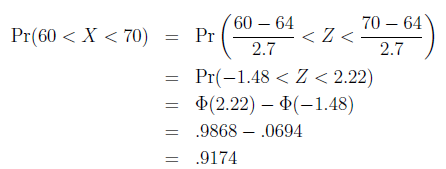 Pr(60 < X < 70) = Pr ( (60 − 64)/2.7 < Z < (70 − 64)/2.7 )
= Pr(−1.48 < Z < 2.22)
= Φ(2.22) − Φ(−1.48)
= .9868 − .0694
= .9174